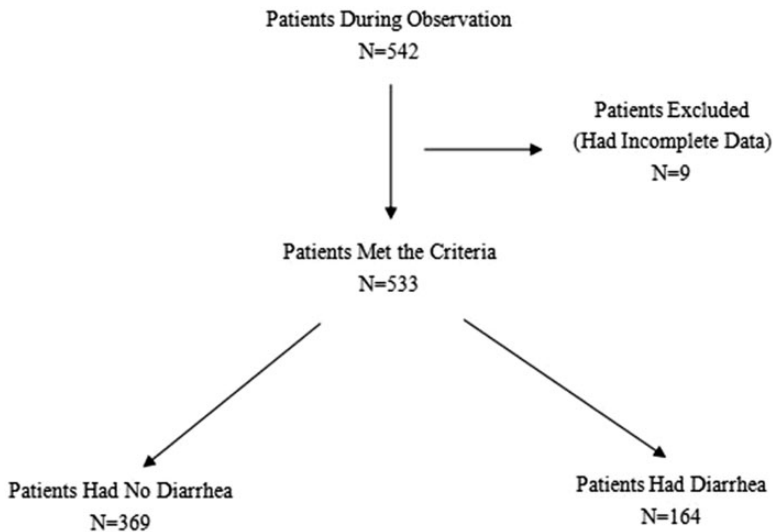 Patients During Observation
N=542
Patients Excluded
(Had Incomplete Data)
N=9
Patients Met the Criteria
N=533
Patients Had No Diarrhea
N=369
Patients Had Diarrhea
N=164